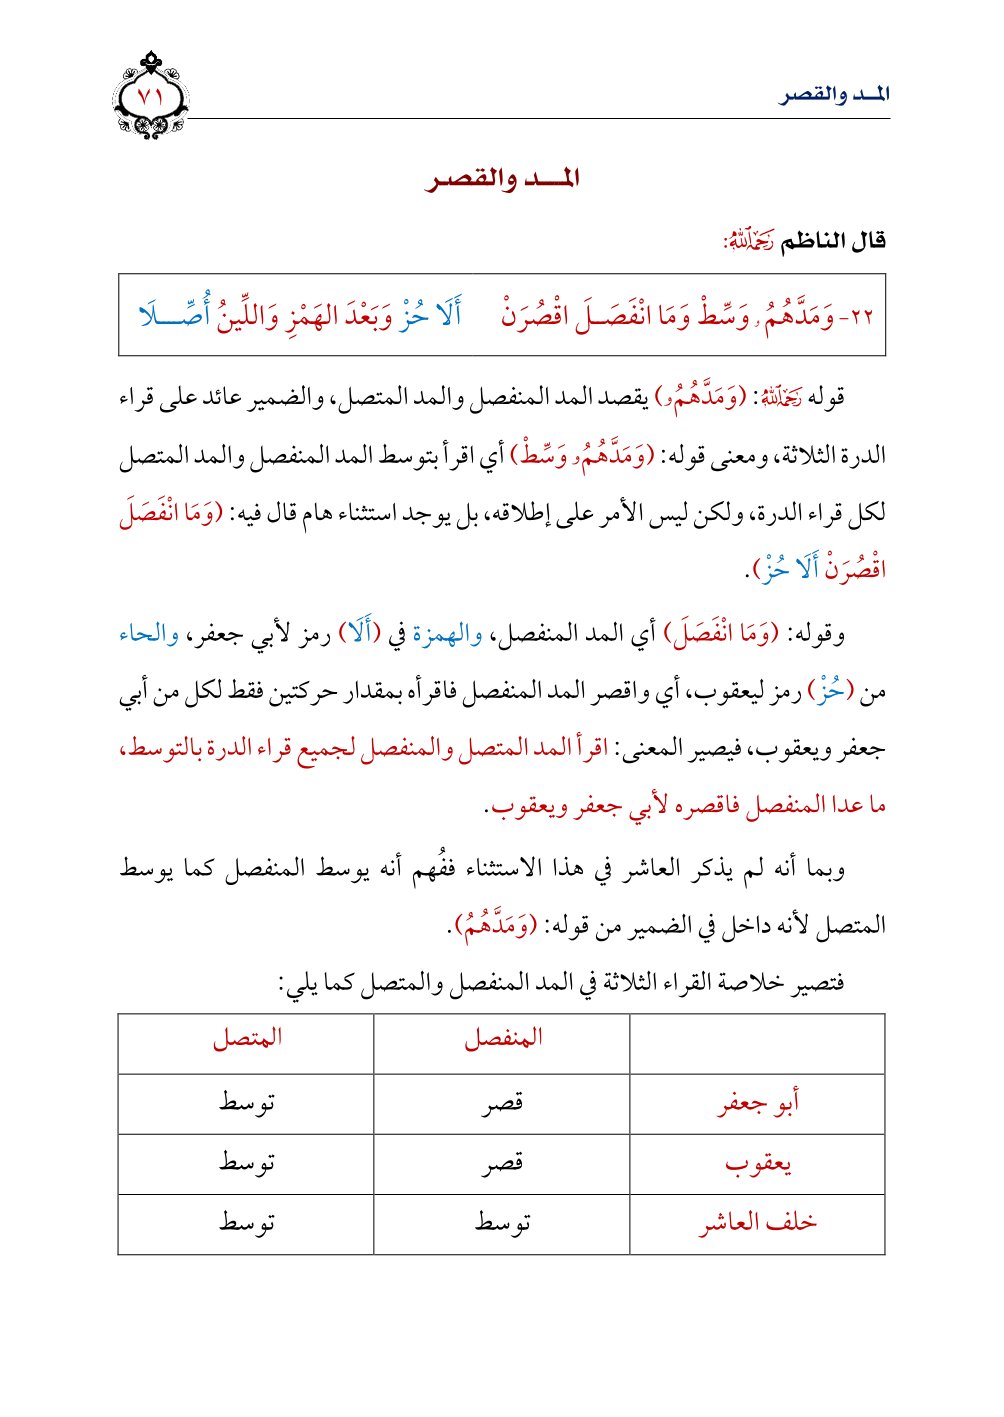 المــد والقصر
٧١
المــد والقصر
قال الناظم رَحِمَهُ اللَّهُ:
٢٢- وَمَدَّهُمُۥ وَسِّطْ وَمَا انْفَصَـلَ اقْصُرَنْ أَلَا حُزْ وَبَعْدَ الهَمْزِ وَاللِّينُ أُصِّـــلَا
قوله رَحِمَهُ اللَّهُ: (وَمَدَّهُمُۥ) يقصد المد المنفصل والمد المتصل، والضمير عائد على قراء
الدرة الثلاثة، ومعنى قوله: (وَمَدَّهُمُۥ وَسِّطْ) أي اقرأ بتوسط المد المنفصل والمد المتصل
لكل قراء الدرة، ولكن ليس الأمر على إطلاقه، بل يوجد استثناء هام قال فيه: (وَمَا انْفَصَلَ
اقْصُرَنْ أَلَا حُزْ).
وقوله: (وَمَا انْفَصَلَ) أي المد المنفصل، والهمزة في (أَلَا) رمز لأبي جعفر، والحاء
من (حُزْ) رمز ليعقوب، أي واقصر المد المنفصل فاقرأه بمقدار حركتين فقط لكل من أبي
جعفر ويعقوب، فيصير المعنى: اقرأ المد المتصل والمنفصل لجميع قراء الدرة بالتوسط،
ما عدا المنفصل فاقصره لأبي جعفر ويعقوب.
وبما أنه لم يذكر العاشر في هذا الاستثناء ففُهم أنه يوسط المنفصل كما يوسط
المتصل لأنه داخل في الضمير من قوله: (وَمَدَّهُمُ).
فتصير خلاصة القراء الثلاثة في المد المنفصل والمتصل كما يلي:
المنفصل المتصل
أبو جعفر قصر توسط
يعقوب قصر توسط
خلف العاشر توسط توسط